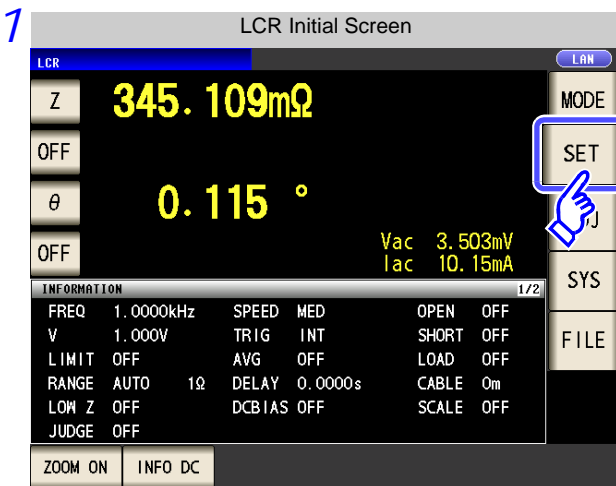 1
LCR Initial Screen
LCR
LAN
Z
345.109mΩ
MODE
OFF
SET
θ
0.115 °
OFF
Vac 3.503mV
Iac 10.15mA
SYS
INFORMATION 1/2
FREQ 1.0000kHz SPEED MED OPEN OFF
V 1.000V TRIG INT SHORT OFF
FILE
LIMIT OFF AVG OFF LOAD OFF
RANGE AUTO 1Ω DELAY 0.0000s CABLE 0m
LOW Z OFF DCBIAS OFF SCALE OFF
JUDGE OFF
ZOOM ON INFO DC